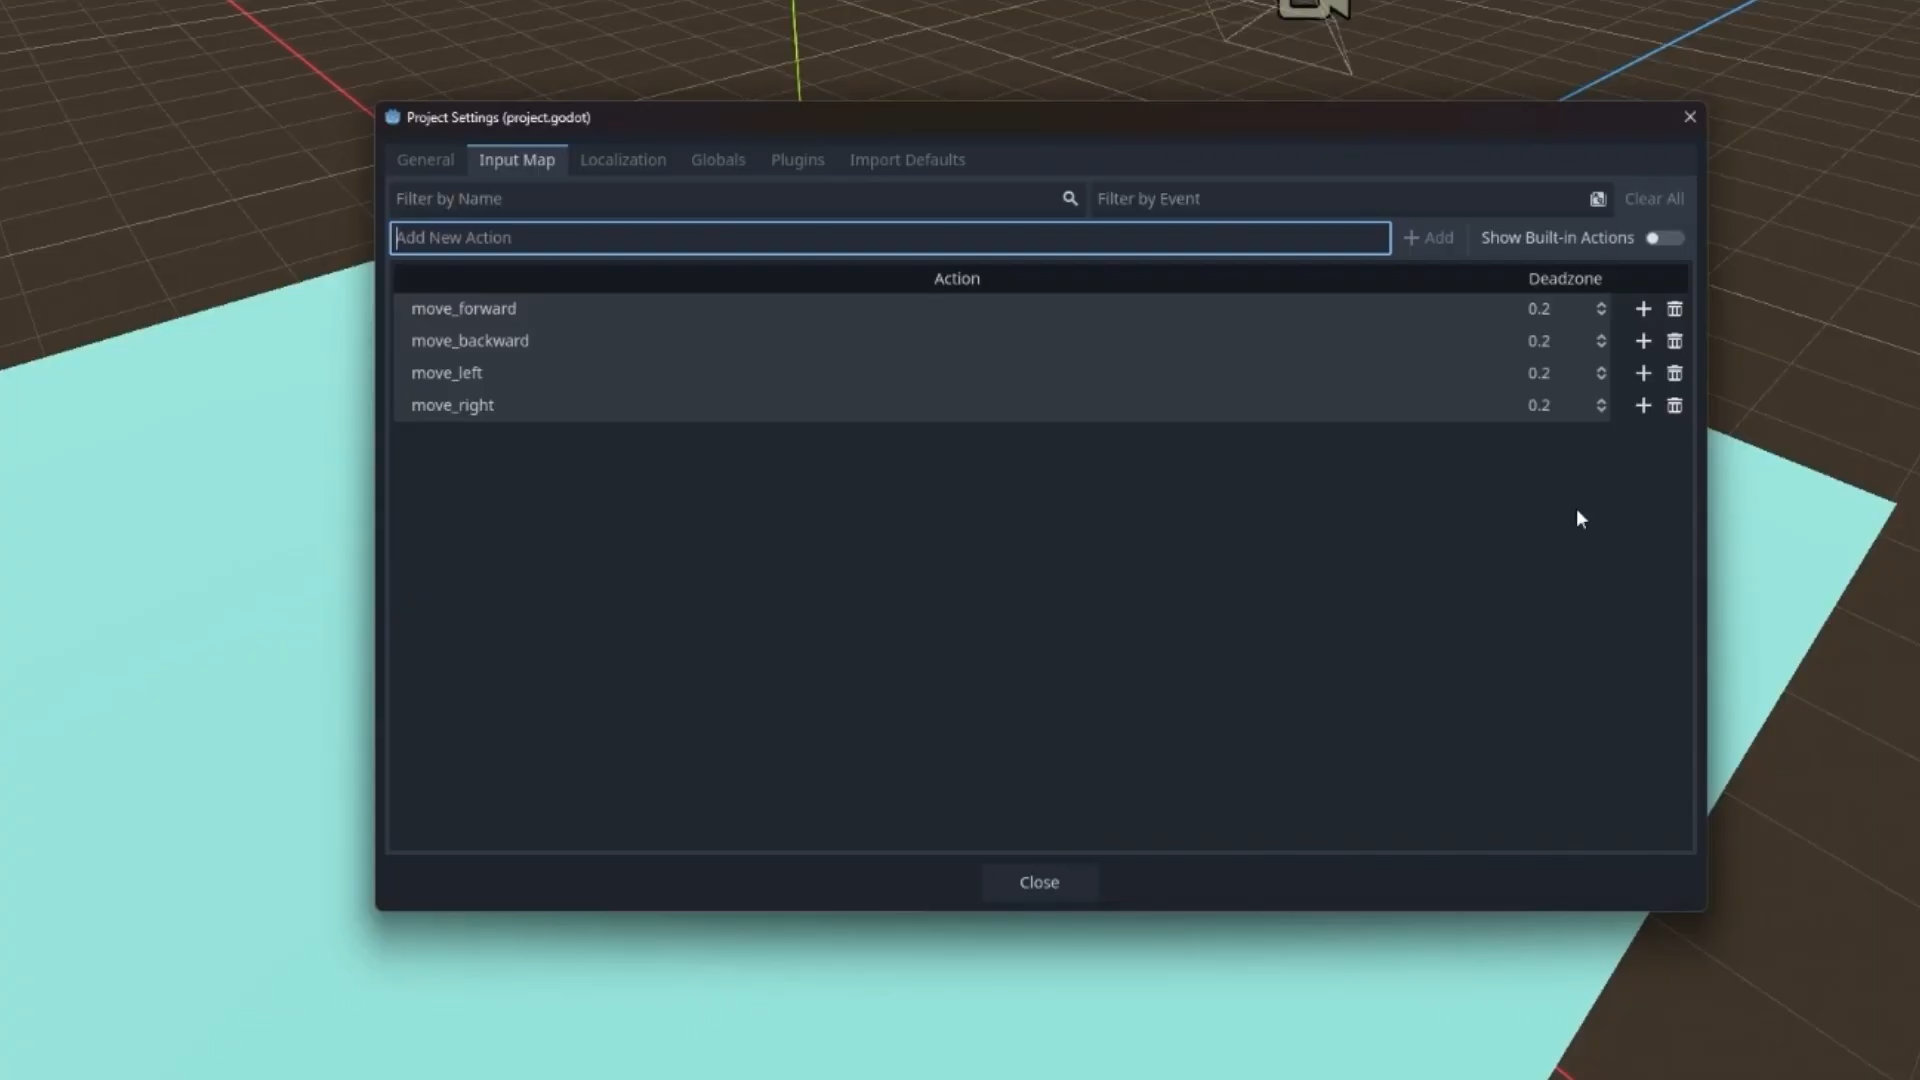 Project Settings (project.godot)
General Input Map Localization Globals Plugins Import Defaults
Filter by Name Filter by Event Clear All
Add New Action + Add Show Built-in Actions
Action Deadzone
move_forward 0.2
move_backward 0.2
move_left 0.2
move_right 0.2
Close